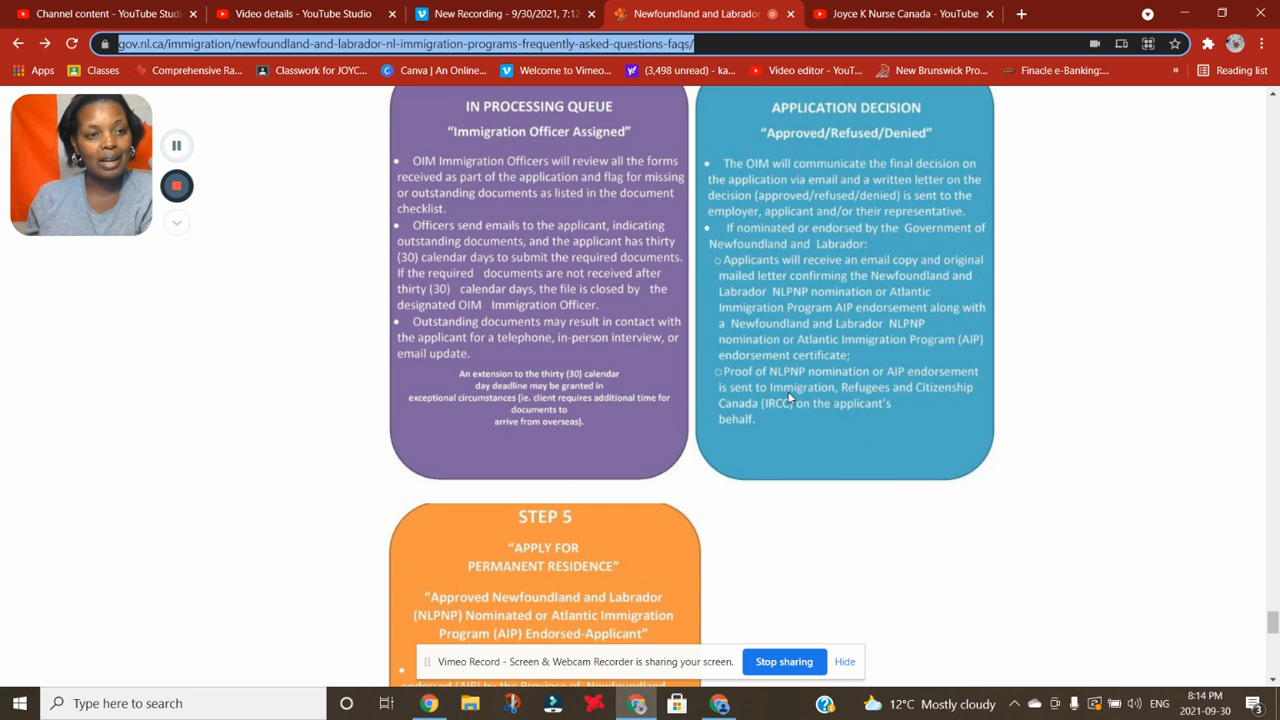 Channel content - YouTube Studi
Video details - YouTube Studio
New Recording - 9/30/2021, 7:12
Newfoundland and Labrador
Joyce K Nurse Canada - YouTube
gov.nl.ca/immigration/newfoundland-and-labrador-nl-immigration-programs-frequently-asked-questions-faqs/
Apps
Classes
Comprehensive Ra...
Classwork for JOYC...
Canva | An Online...
Welcome to Vimeo...
(3,498 unread) - ka...
Video editor - YouT...
New Brunswick Pro...
Finacle e-Banking:...
»
Reading list
IN PROCESSING QUEUE
"Immigration Officer Assigned"
• OIM Immigration Officers will review all the forms
received as part of the application and flag for missing
or outstanding documents as listed in the document
checklist.
• Officers send emails to the applicant, indicating
outstanding documents, and the applicant has thirty
(30) calendar days to submit the required documents.
If the required documents are not received after
thirty (30) calendar days, the file is closed by the
designated OIM Immigration Officer.
• Outstanding documents may result in contact with
the applicant for a telephone, in-person interview, or
email update.
An extension to the thirty (30) calendar
day deadline may be granted in
exceptional circumstances (ie. client requires additional time for
documents to
arrive from overseas).
APPLICATION DECISION
"Approved/Refused/Denied"
• The OIM will communicate the final decision on
the application via email and a written letter on the
decision (approved/refused/denied) is sent to the
employer, applicant and/or their representative.
• If nominated or endorsed by the Government of
Newfoundland and Labrador:
○ Applicants will receive an email copy and original
mailed letter confirming the Newfoundland and
Labrador NLPNP nomination or Atlantic
Immigration Program AIP endorsement along with
a Newfoundland and Labrador NLPNP
nomination or Atlantic Immigration Program (AIP)
endorsement certificate;
○ Proof of NLPNP nomination or AIP endorsement
is sent to Immigration, Refugees and Citizenship
Canada (IRCC) on the applicant's
behalf.
STEP 5
"APPLY FOR
PERMANENT RESIDENCE"
"Approved Newfoundland and Labrador
(NLPNP) Nominated or Atlantic Immigration
Program (AIP) Endorsed-Applicant"
Vimeo Record - Screen & Webcam Recorder is sharing your screen.
Stop sharing
Hide
Type here to search
12°C Mostly cloudy
ENG
8:14 PM
2021-09-30
3